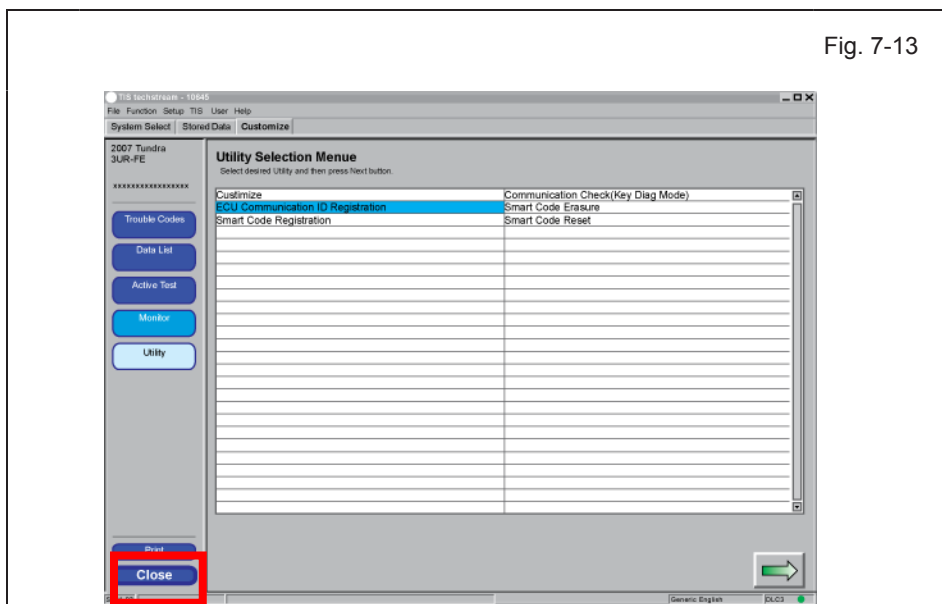 Fig. 7-13
TIS techstream - 10645
File Function Setup TIS User Help
System Select Stored Data Customize
2007 Tundra
3UR-FE
xxxxxxxxxxxxxxxxx
Trouble Codes
Data List
Active Test
Monitor
Utility
Print
Close
Utility Selection Menue
Select desired Utility and then press Next button.
Custimize Communication Check(Key Diag Mode)
ECU Communication ID Registration Smart Code Erasure
Smart Code Registration Smart Code Reset
Generic English DLC3